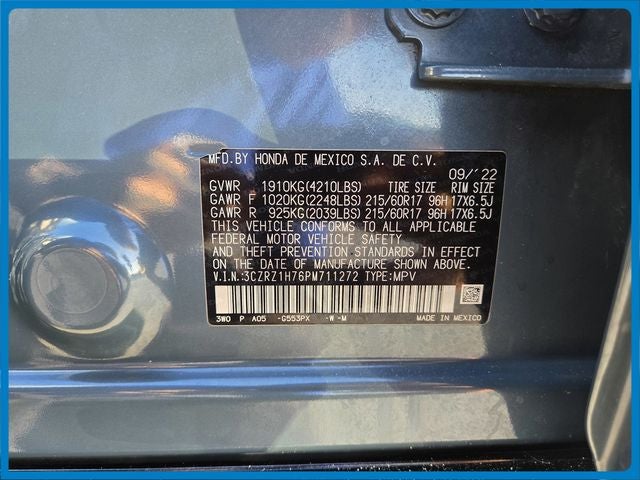 MFD.BY HONDA DE MEXICO S.A. DE C.V.
09/'22
GVWR 1910KG(4210LBS) TIRE SIZE RIM SIZE
GAWR F 1020KG(2248LBS) 215/60R17 96H 17X6.5J
GAWR R 925KG(2039LBS) 215/60R17 96H 17X6.5J
THIS VEHICLE CONFORMS TO ALL APPLICABLE
FEDERAL MOTOR VEHICLE SAFETY
AND THEFT PREVENTION STANDARDS IN EFFECT
ON THE DATE OF MANUFACTURE SHOWN ABOVE.
V.I.N.:3CZRZ1H76PM711272 TYPE:MPV
3W0 P A05 -G553PX -W-M MADE IN MEXICO